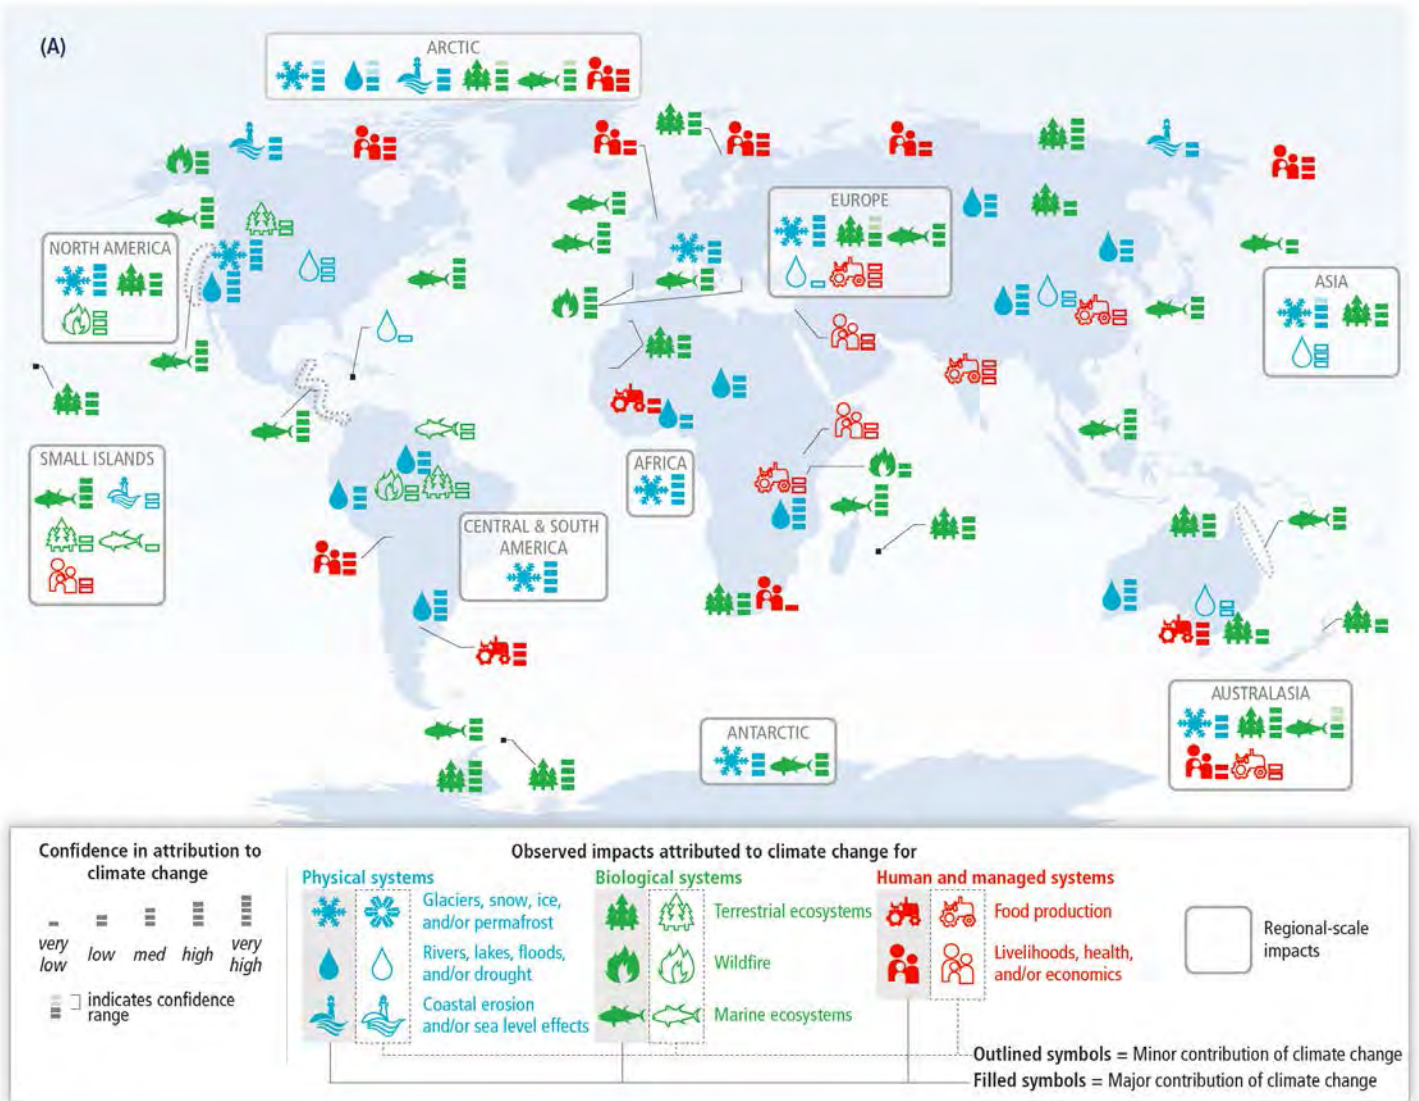 (A)
ARCTIC
EUROPE
NORTH AMERICA
ASIA
SMALL ISLANDS
AFRICA
CENTRAL & SOUTH
AMERICA
AUSTRALASIA
ANTARCTIC
Confidence in attribution to
climate change
very
low
low
med
high
very
high
indicates confidence
range
Observed impacts attributed to climate change for
Physical systems
Glaciers, snow, ice,
and/or permafrost
Rivers, lakes, floods,
and/or drought
Coastal erosion
and/or sea level effects
Biological systems
Terrestrial ecosystems
Wildfire
Marine ecosystems
Human and managed systems
Food production
Livelihoods, health,
and/or economics
Regional-scale
impacts
Outlined symbols = Minor contribution of climate change
Filled symbols = Major contribution of climate change